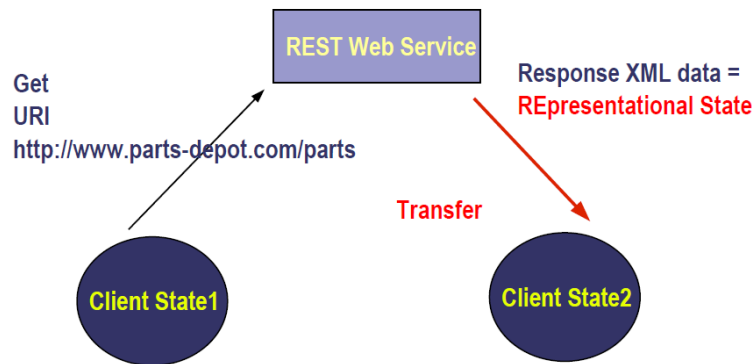 REST Web Service
Get
URI
http://www.parts-depot.com/parts
Response XML data =
REpresentational State
Transfer
Client State1
Client State2